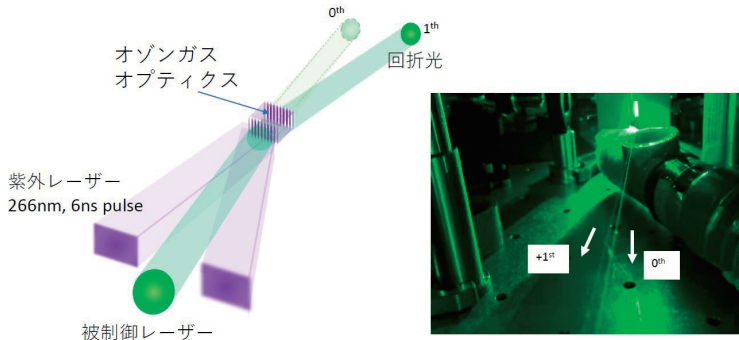 0th
1th
オゾンガス
オプティクス
回折光
紫外レーザー
266nm, 6ns pulse
被制御レーザー
+1st
0th